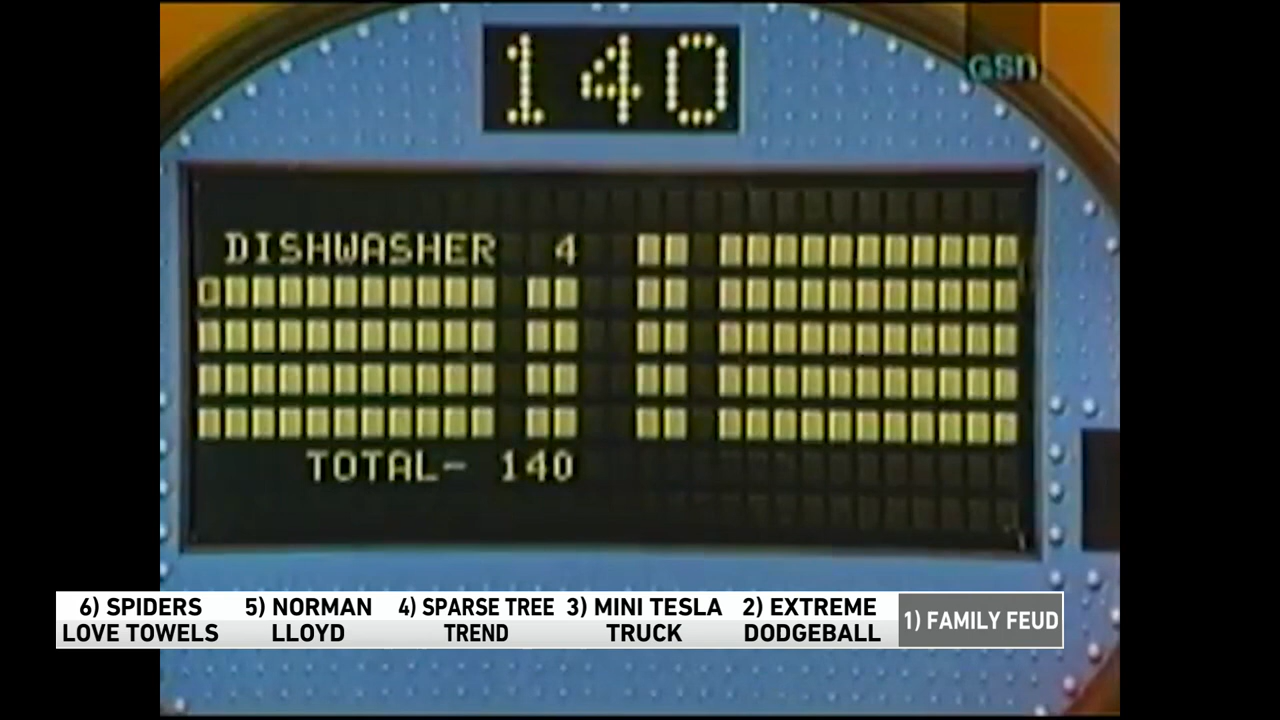 140
GSN
DISHWASHER 4
TOTAL- 140
6) SPIDERS
LOVE TOWELS
5) NORMAN
LLOYD
4) SPARSE TREE
TREND
3) MINI TESLA
TRUCK
2) EXTREME
DODGEBALL
1) FAMILY FEUD